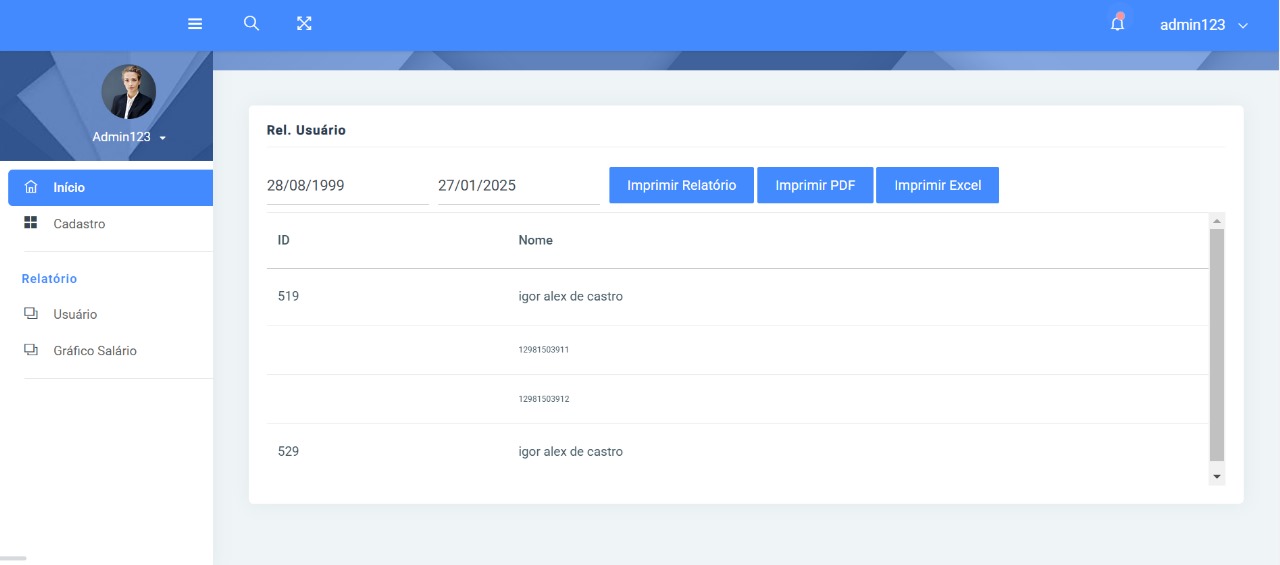 admin123
Admin123
Início
Cadastro
Relatório
Usuário
Gráfico Salário
Rel. Usuário
28/08/1999 27/01/2025 Imprimir Relatório Imprimir PDF Imprimir Excel
ID Nome
519 igor alex de castro
12981503911
12981503912
529 igor alex de castro